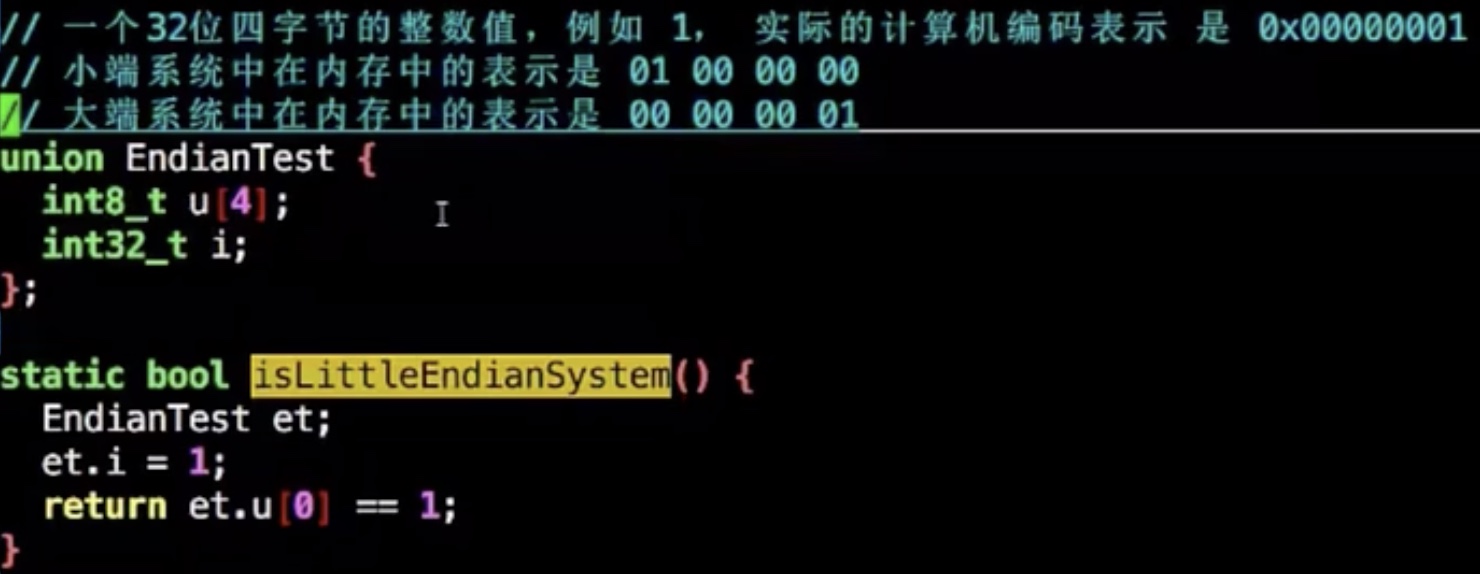 // 一个32位四字节的整数值，例如 1， 实际的计算机编码表示 是 0x00000001
// 小端系统中在内存中的表示是 01 00 00 00
// 大端系统中在内存中的表示是 00 00 00 01
union EndianTest {
  int8_t u[4];
  int32_t i;
};
static bool isLittleEndianSystem() {
  EndianTest et;
  et.i = 1;
  return et.u[0] == 1;
}